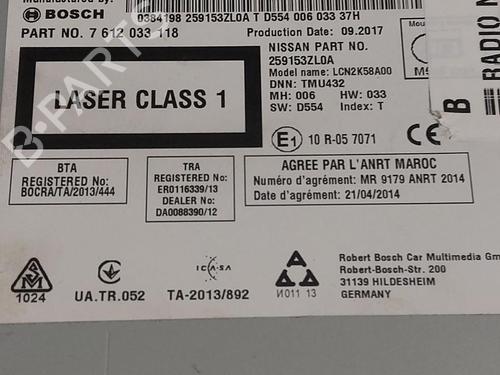 Manufactured by:
BOSCH
0384198 259153ZL0A T D554 006 033 37H
PART NO. 7 612 033 118
Production Date: 09.2017
NISSAN PART NO.
259153ZL0A
Model name: LCN2K58A00
DNN: TMU432
MH: 006 HW: 033
SW: D554 Index: T
LASER CLASS 1
B RADIO N
E1 10 R-05 7071
CE
BTA
REGISTERED No:
BOCRA/TA/2013/444
TRA
REGISTERED No:
ER0116339/13
DEALER No:
DA0088390/12
AGREE PAR L'ANRT MAROC
Numéro d'agrément: MR 9179 ANRT 2014
Date d'agrément: 21/04/2014
1024
UA.TR.052
ICASA
TA-2013/892
И011 13
Robert Bosch Car Multimedia Gm
Robert-Bosch-Str. 200
31139 HILDESHEIM
GERMANY